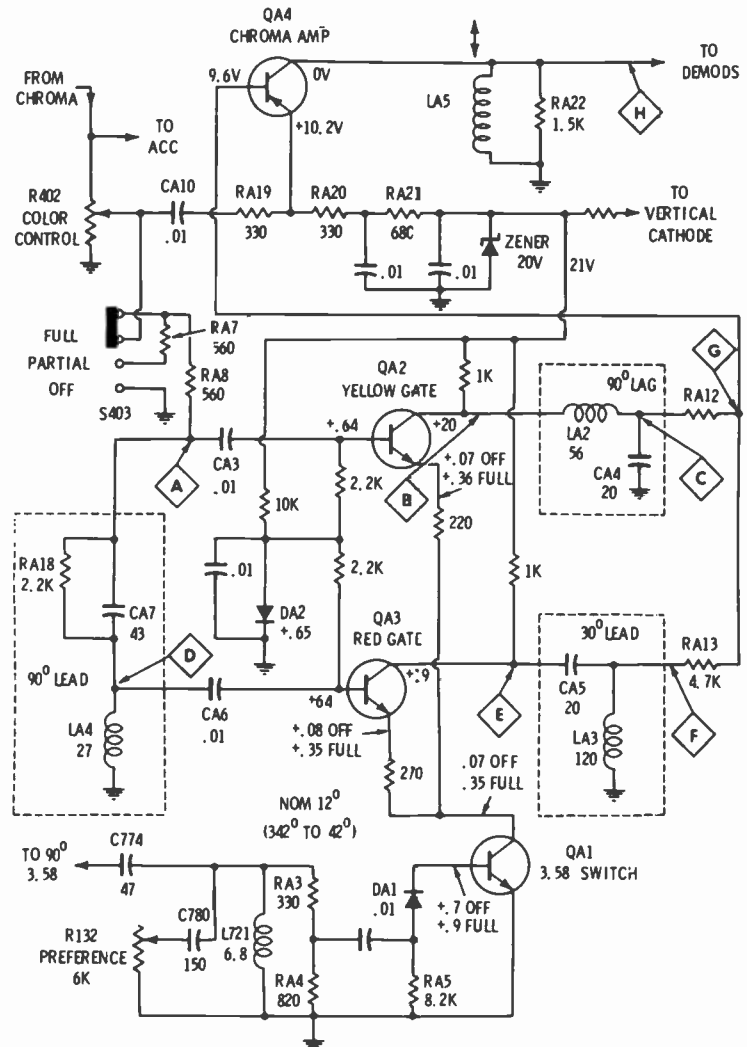 QA4
CHROMA AMP
FROM
CHROMA
9.6V
0V
TO
DEMODS
LA5
RA22
1.5K
H
TO
ACC
+10.2V
R402
COLOR
CONTROL
CA10
.01
RA19
330
RA20
330
RA21
680
TO
VERTICAL
CATHODE
.01
.01
ZENER
20V
21V
FULL
PARTIAL
OFF
S403
RA7
560
RA8
560
QA2
YELLOW GATE
1K
90° LAG
G
RA12
+.64
+20
LA2
56
CA4
20
C
A
CA3
.01
B
+.07 OFF
+.36 FULL
2.2K
10K
220
RA18
2.2K
CA7
43
.01
2.2K
1K
DA2
+.65
QA3
RED GATE
30° LEAD
RA13
4.7K
D
90° LEAD
+64
+19
CA5
20
CA6
.01
E
F
LA4
27
+.08 OFF
+.35 FULL
LA3
120
270
.07 OFF
.35 FULL
NOM 12°
(342° TO 42°)
TO 90°
3.58
C774
47
QA1
3.58 SWITCH
RA3
330
DA1
.01
+.7 OFF
+.9 FULL
R132
PREFERENCE
6K
C780
150
L721
6.8
RA4
820
RA5
8.2K